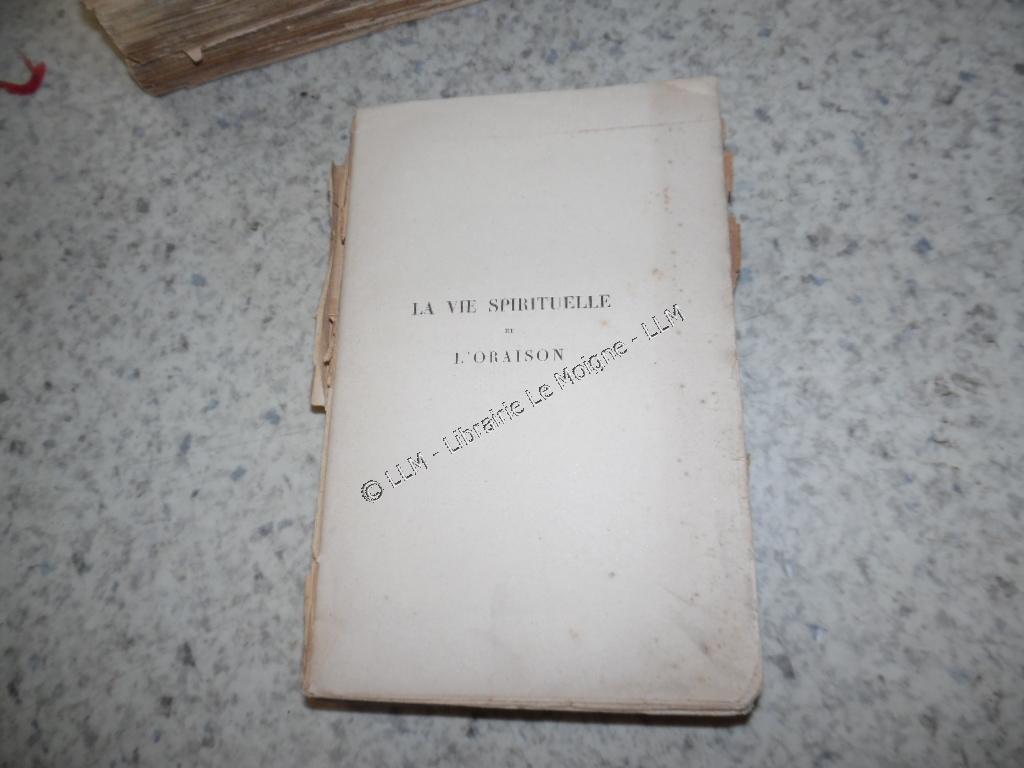 LA VIE SPIRITUELLE
ET
L'ORAISON
© LLM - Librairie Le Moigne - LLM